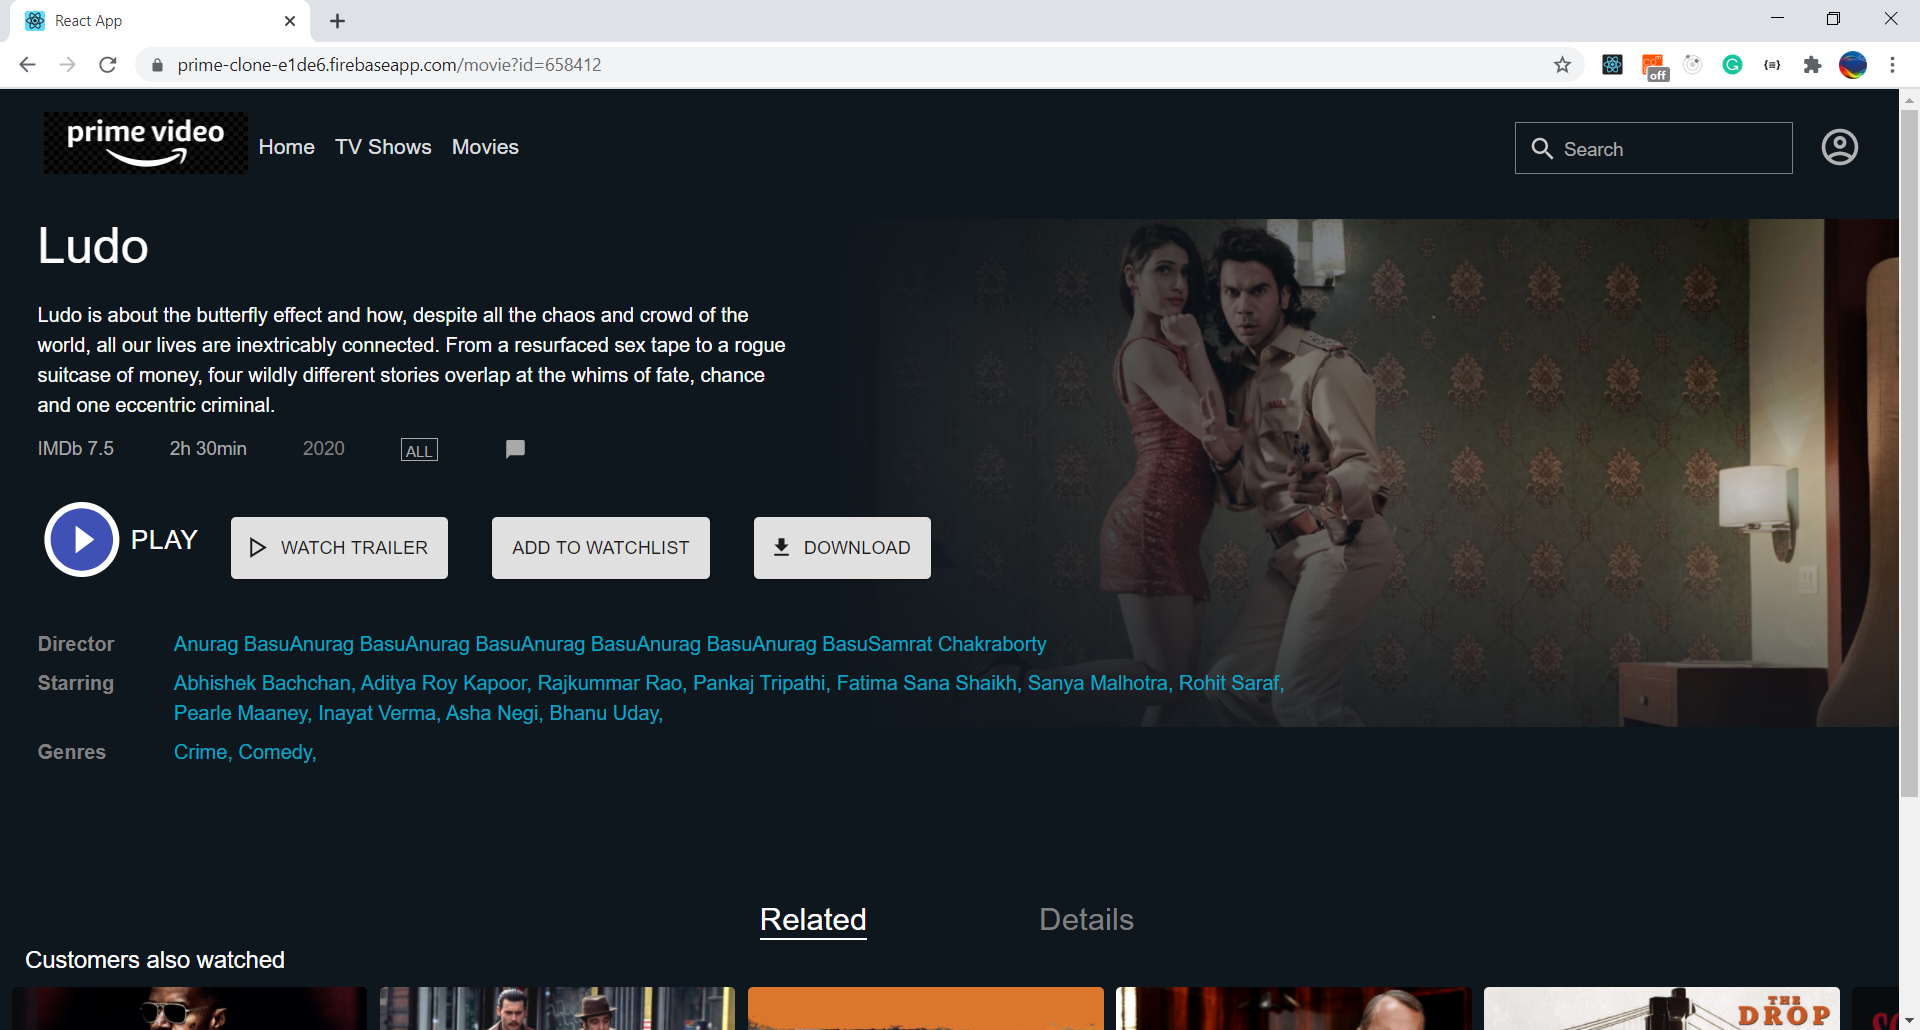 React App
prime-clone-e1de6.firebaseapp.com/movie?id=658412
off
prime video
Home
TV Shows
Movies
Search
Ludo
Ludo is about the butterfly effect and how, despite all the chaos and crowd of the
world, all our lives are inextricably connected. From a resurfaced sex tape to a rogue
suitcase of money, four wildly different stories overlap at the whims of fate, chance
and one eccentric criminal.
IMDb 7.5
2h 30min
2020
ALL
PLAY
WATCH TRAILER
ADD TO WATCHLIST
DOWNLOAD
Director
Anurag BasuAnurag BasuAnurag BasuAnurag BasuAnurag BasuAnurag BasuSamrat Chakraborty
Starring
Abhishek Bachchan, Aditya Roy Kapoor, Rajkummar Rao, Pankaj Tripathi, Fatima Sana Shaikh, Sanya Malhotra, Rohit Saraf,
Pearle Maaney, Inayat Verma, Asha Negi, Bhanu Uday,
Genres
Crime, Comedy,
Related
Details
Customers also watched
THE
DROP